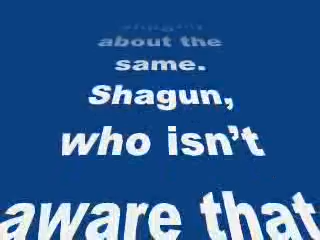 about the
same.
Shagun,
who isn't
aware that